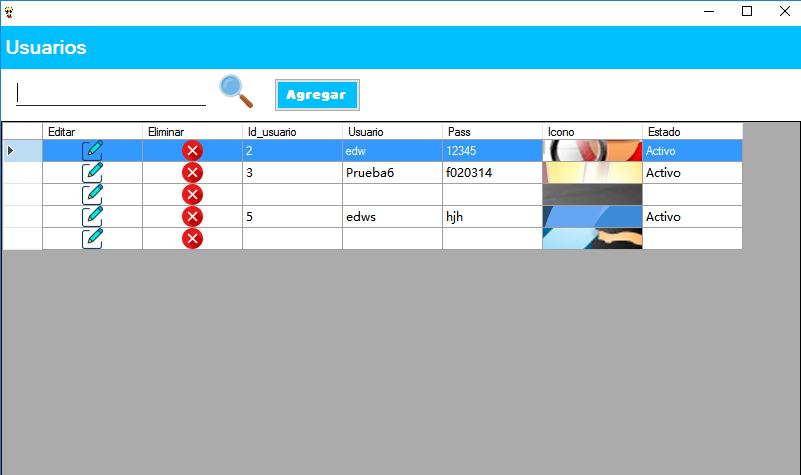 Usuarios
Agregar
Editar Eliminar Id_usuario Usuario Pass Icono Estado
2 edw 12345 Activo
3 Prueba6 f020314 Activo
5 edws hjh Activo